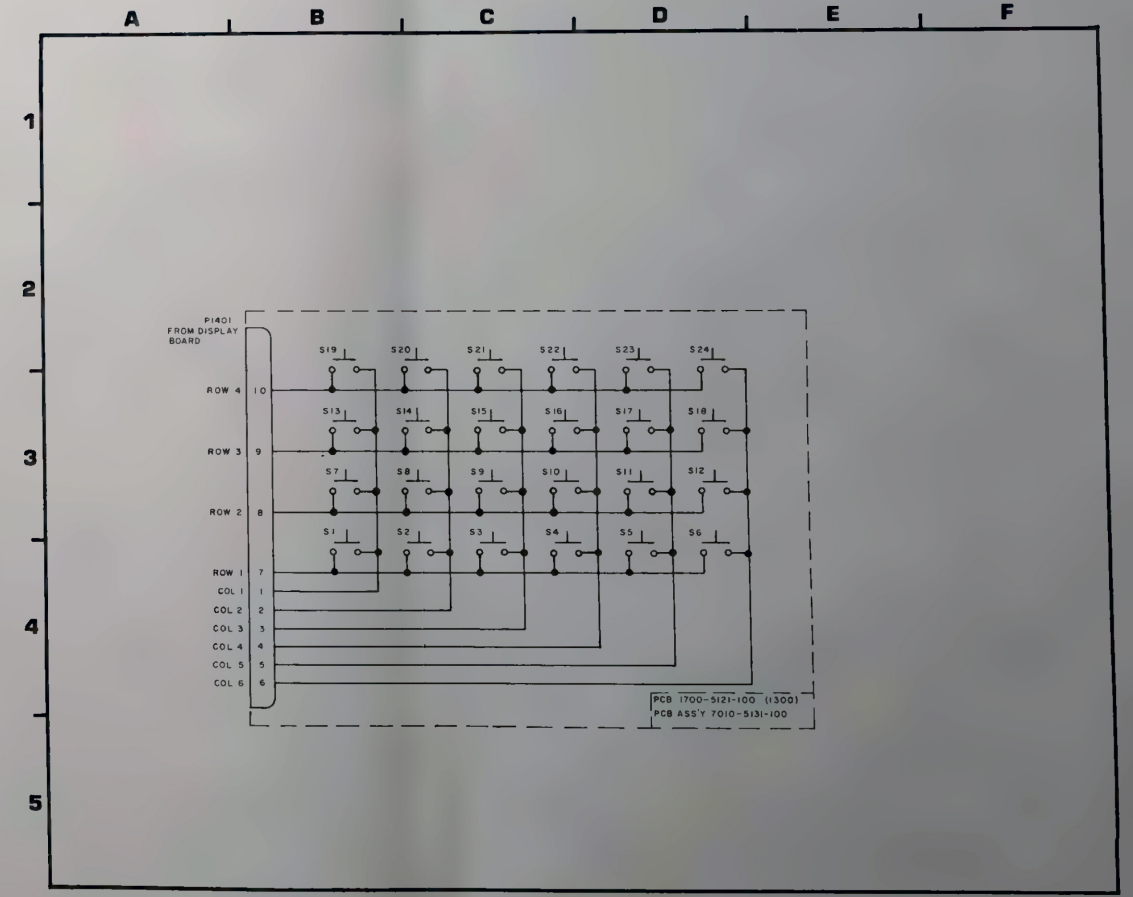 A B C D E F
1
2
P1401
FROM DISPLAY
BOARD
S19 S20 S21 S22 S23 S24
ROW 4 10
S13 S14 S15 S16 S17 S18
3
ROW 3 9
S7 S8 S9 S10 S11 S12
ROW 2 8
S1 S2 S3 S4 S5 S6
ROW 1 7
COL 1 1
COL 2 2
4
COL 3 3
COL 4 4
COL 5 5
COL 6 6
PCB 1700-5121-100 (1300)
PCB ASS'Y 7010-5131-100
5